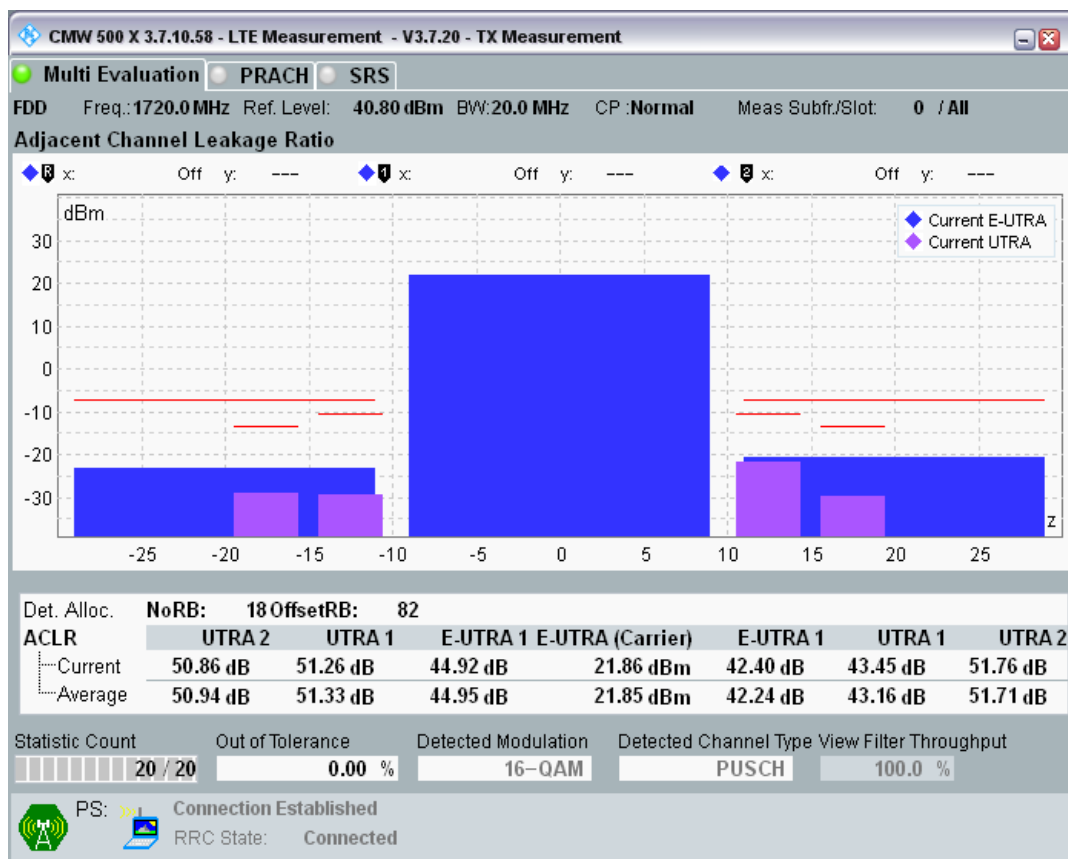 CMW 500 X 3.7.10.58 - LTE Measurement - V3.7.20 - TX Measurement
Multi Evaluation PRACH SRS
FDD Freq.: 1720.0 MHz Ref. Level: 40.80 dBm BW: 20.0 MHz CP : Normal Meas Subfr./Slot: 0 / All
Adjacent Channel Leakage Ratio
R x: Off y: --- 1 x: Off y: --- 2 x: Off y: ---
dBm
Current E-UTRA
Current UTRA
30
20
10
0
-10
-20
-30
z
-25 -20 -15 -10 -5 0 5 10 15 20 25
Det. Alloc. NoRB: 18 OffsetRB: 82
ACLR UTRA 2 UTRA 1 E-UTRA 1 E-UTRA (Carrier) E-UTRA 1 UTRA 1 UTRA 2
Current 50.86 dB 51.26 dB 44.92 dB 21.86 dBm 42.40 dB 43.45 dB 51.76 dB
Average 50.94 dB 51.33 dB 44.95 dB 21.85 dBm 42.24 dB 43.16 dB 51.71 dB
Statistic Count Out of Tolerance Detected Modulation Detected Channel Type View Filter Throughput
20 / 20 0.00 % 16-QAM PUSCH 100.0 %
PS: Connection Established
RRC State: Connected